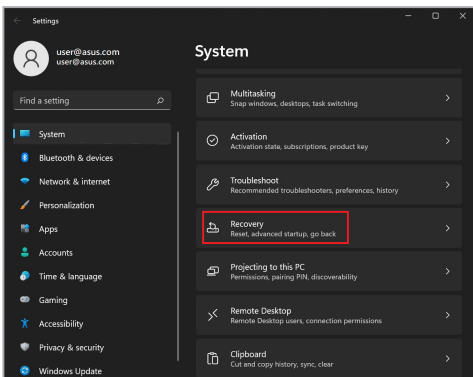 Settings
user@asus.com
user@asus.com
Find a setting
System
Bluetooth & devices
Network & internet
Personalization
Apps
Accounts
Time & language
Gaming
Accessibility
Privacy & security
Windows Update
System
Multitasking
Snap windows, desktops, task switching
Activation
Activation state, subscriptions, product key
Troubleshoot
Recommended troubleshooters, preferences, history
Recovery
Reset, advanced startup, go back
Projecting to this PC
Permissions, pairing PIN, discoverability
Remote Desktop
Remote Desktop users, connection permissions
Clipboard
Cut and copy history, sync, clear